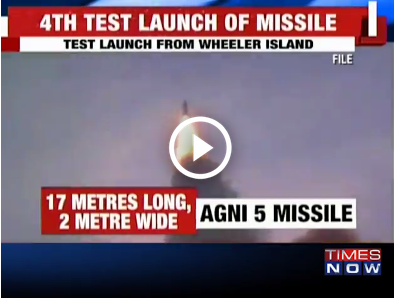 4TH TEST LAUNCH OF MISSILE
TEST LAUNCH FROM WHEELER ISLAND
FILE
17 METRES LONG,
2 METRE WIDE
AGNI 5 MISSILE
TIMES
NOW